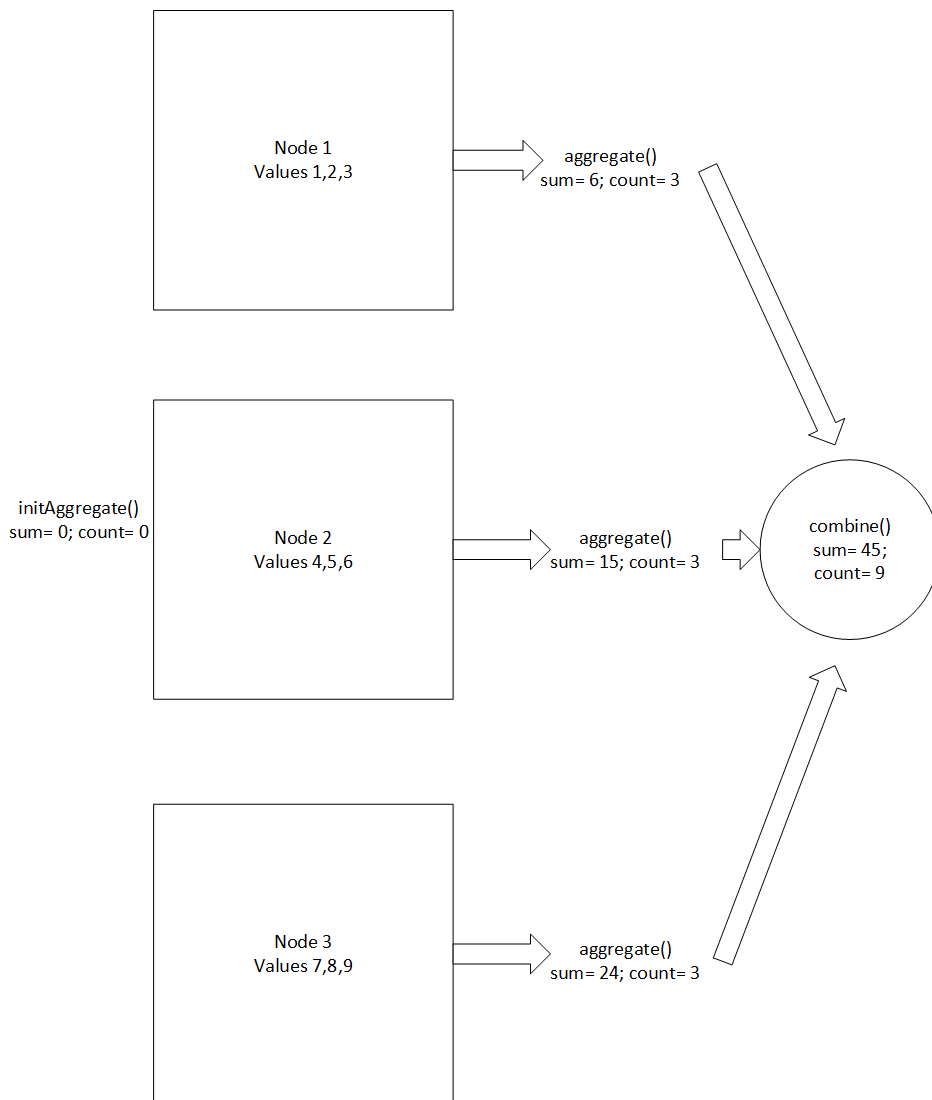 Node 1
Values 1,2,3
aggregate()
sum= 6; count= 3
initAggregate()
sum= 0; count= 0
Node 2
Values 4,5,6
aggregate()
sum= 15; count= 3
combine()
sum= 45;
count= 9
Node 3
Values 7,8,9
aggregate()
sum= 24; count= 3